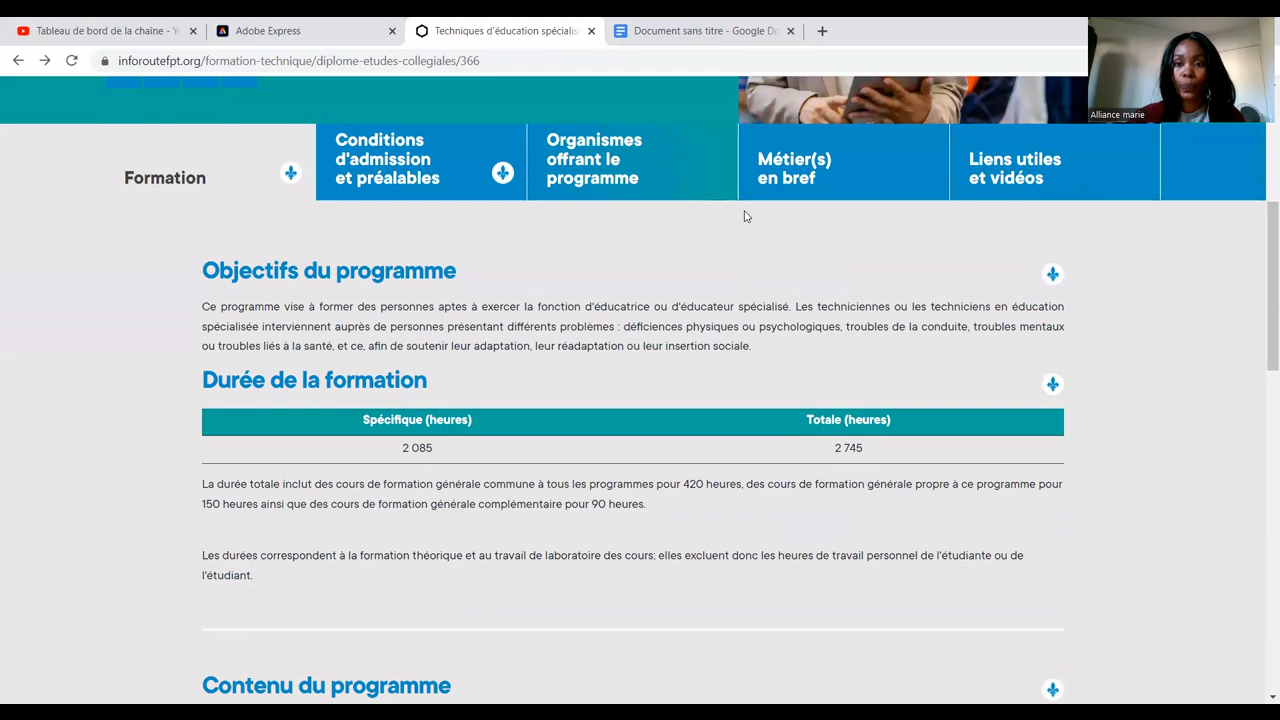 Tableau de bord de la chaîne - Y
Adobe Express
Techniques d'éducation spécialis
Document sans titre - Google Do
inforoutefpt.org/formation-technique/diplome-etudes-collegiales/366
Alliance marie
Formation
Conditions
d'admission
et préalables
Organismes
offrant le
programme
Métier(s)
en bref
Liens utiles
et vidéos
Objectifs du programme
Ce programme vise à former des personnes aptes à exercer la fonction d'éducatrice ou d'éducateur spécialisé. Les techniciennes ou les techniciens en éducation
spécialisée interviennent auprès de personnes présentant différents problèmes : déficiences physiques ou psychologiques, troubles de la conduite, troubles mentaux
ou troubles liés à la santé, et ce, afin de soutenir leur adaptation, leur réadaptation ou leur insertion sociale.
Durée de la formation
Spécifique (heures) Totale (heures)
2 085 2 745
La durée totale inclut des cours de formation générale commune à tous les programmes pour 420 heures, des cours de formation générale propre à ce programme pour
150 heures ainsi que des cours de formation générale complémentaire pour 90 heures.
Les durées correspondent à la formation théorique et au travail de laboratoire des cours; elles excluent donc les heures de travail personnel de l'étudiante ou de
l'étudiant.
Contenu du programme